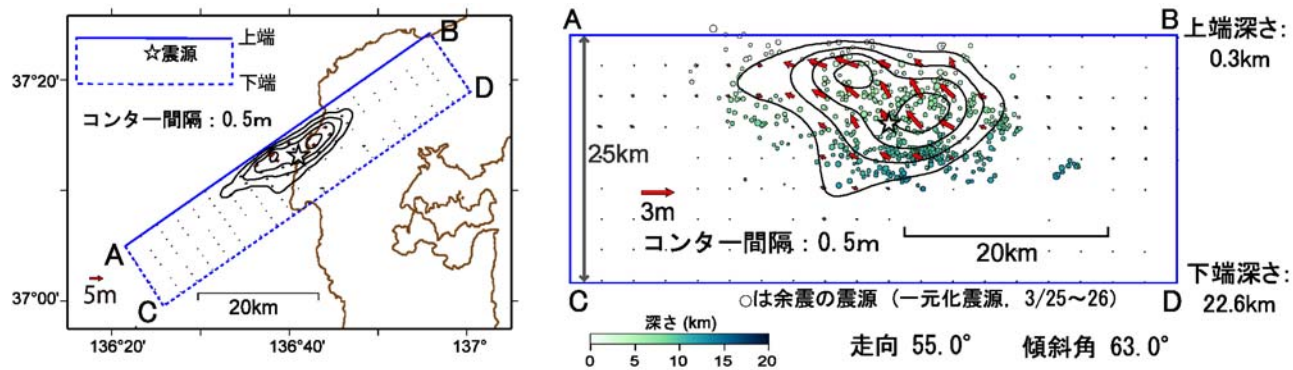 37°20'
37°00'
136°20'
136°40'
137°
☆震源
上端
下端
コンター間隔：0.5m
A
B
C
D
5m
20km
A
B
C
D
25km
3m
コンター間隔：0.5m
20km
上端深さ:
0.3km
下端深さ:
22.6km
○は余震の震源（一元化震源. 3/25～26）
深さ (km)
0 5 10 15 20
走向 55.0° 傾斜角 63.0°